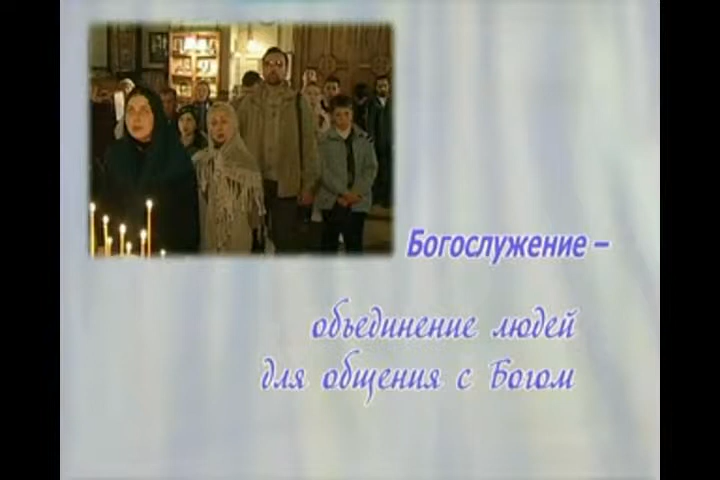 Богослужение –
объединение людей
для общения с Богом